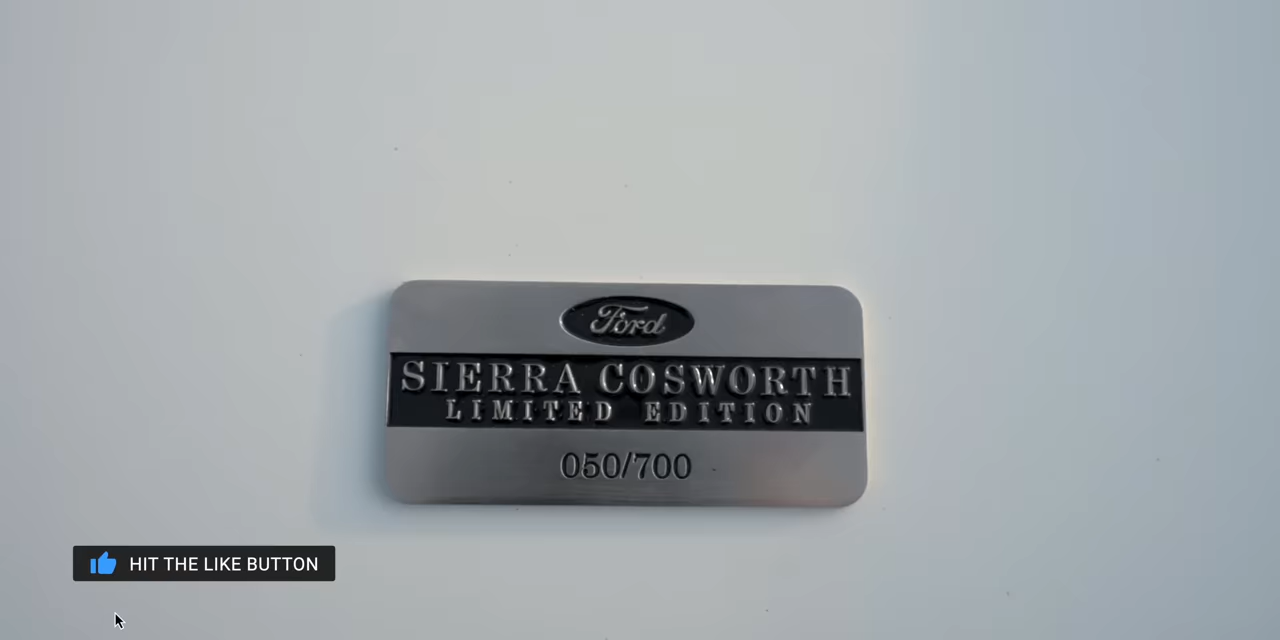 Ford
SIERRA COSWORTH
LIMITED EDITION
050/700
HIT THE LIKE BUTTON